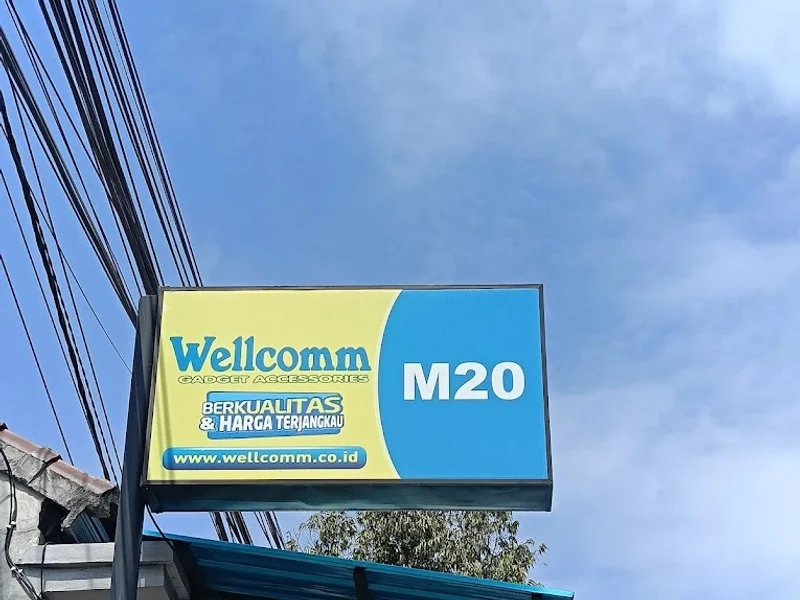 Wellcomm
GADGET ACCESSORIES
BERKUALITAS
& HARGA TERJANGKAU
www.wellcomm.co.id
M20